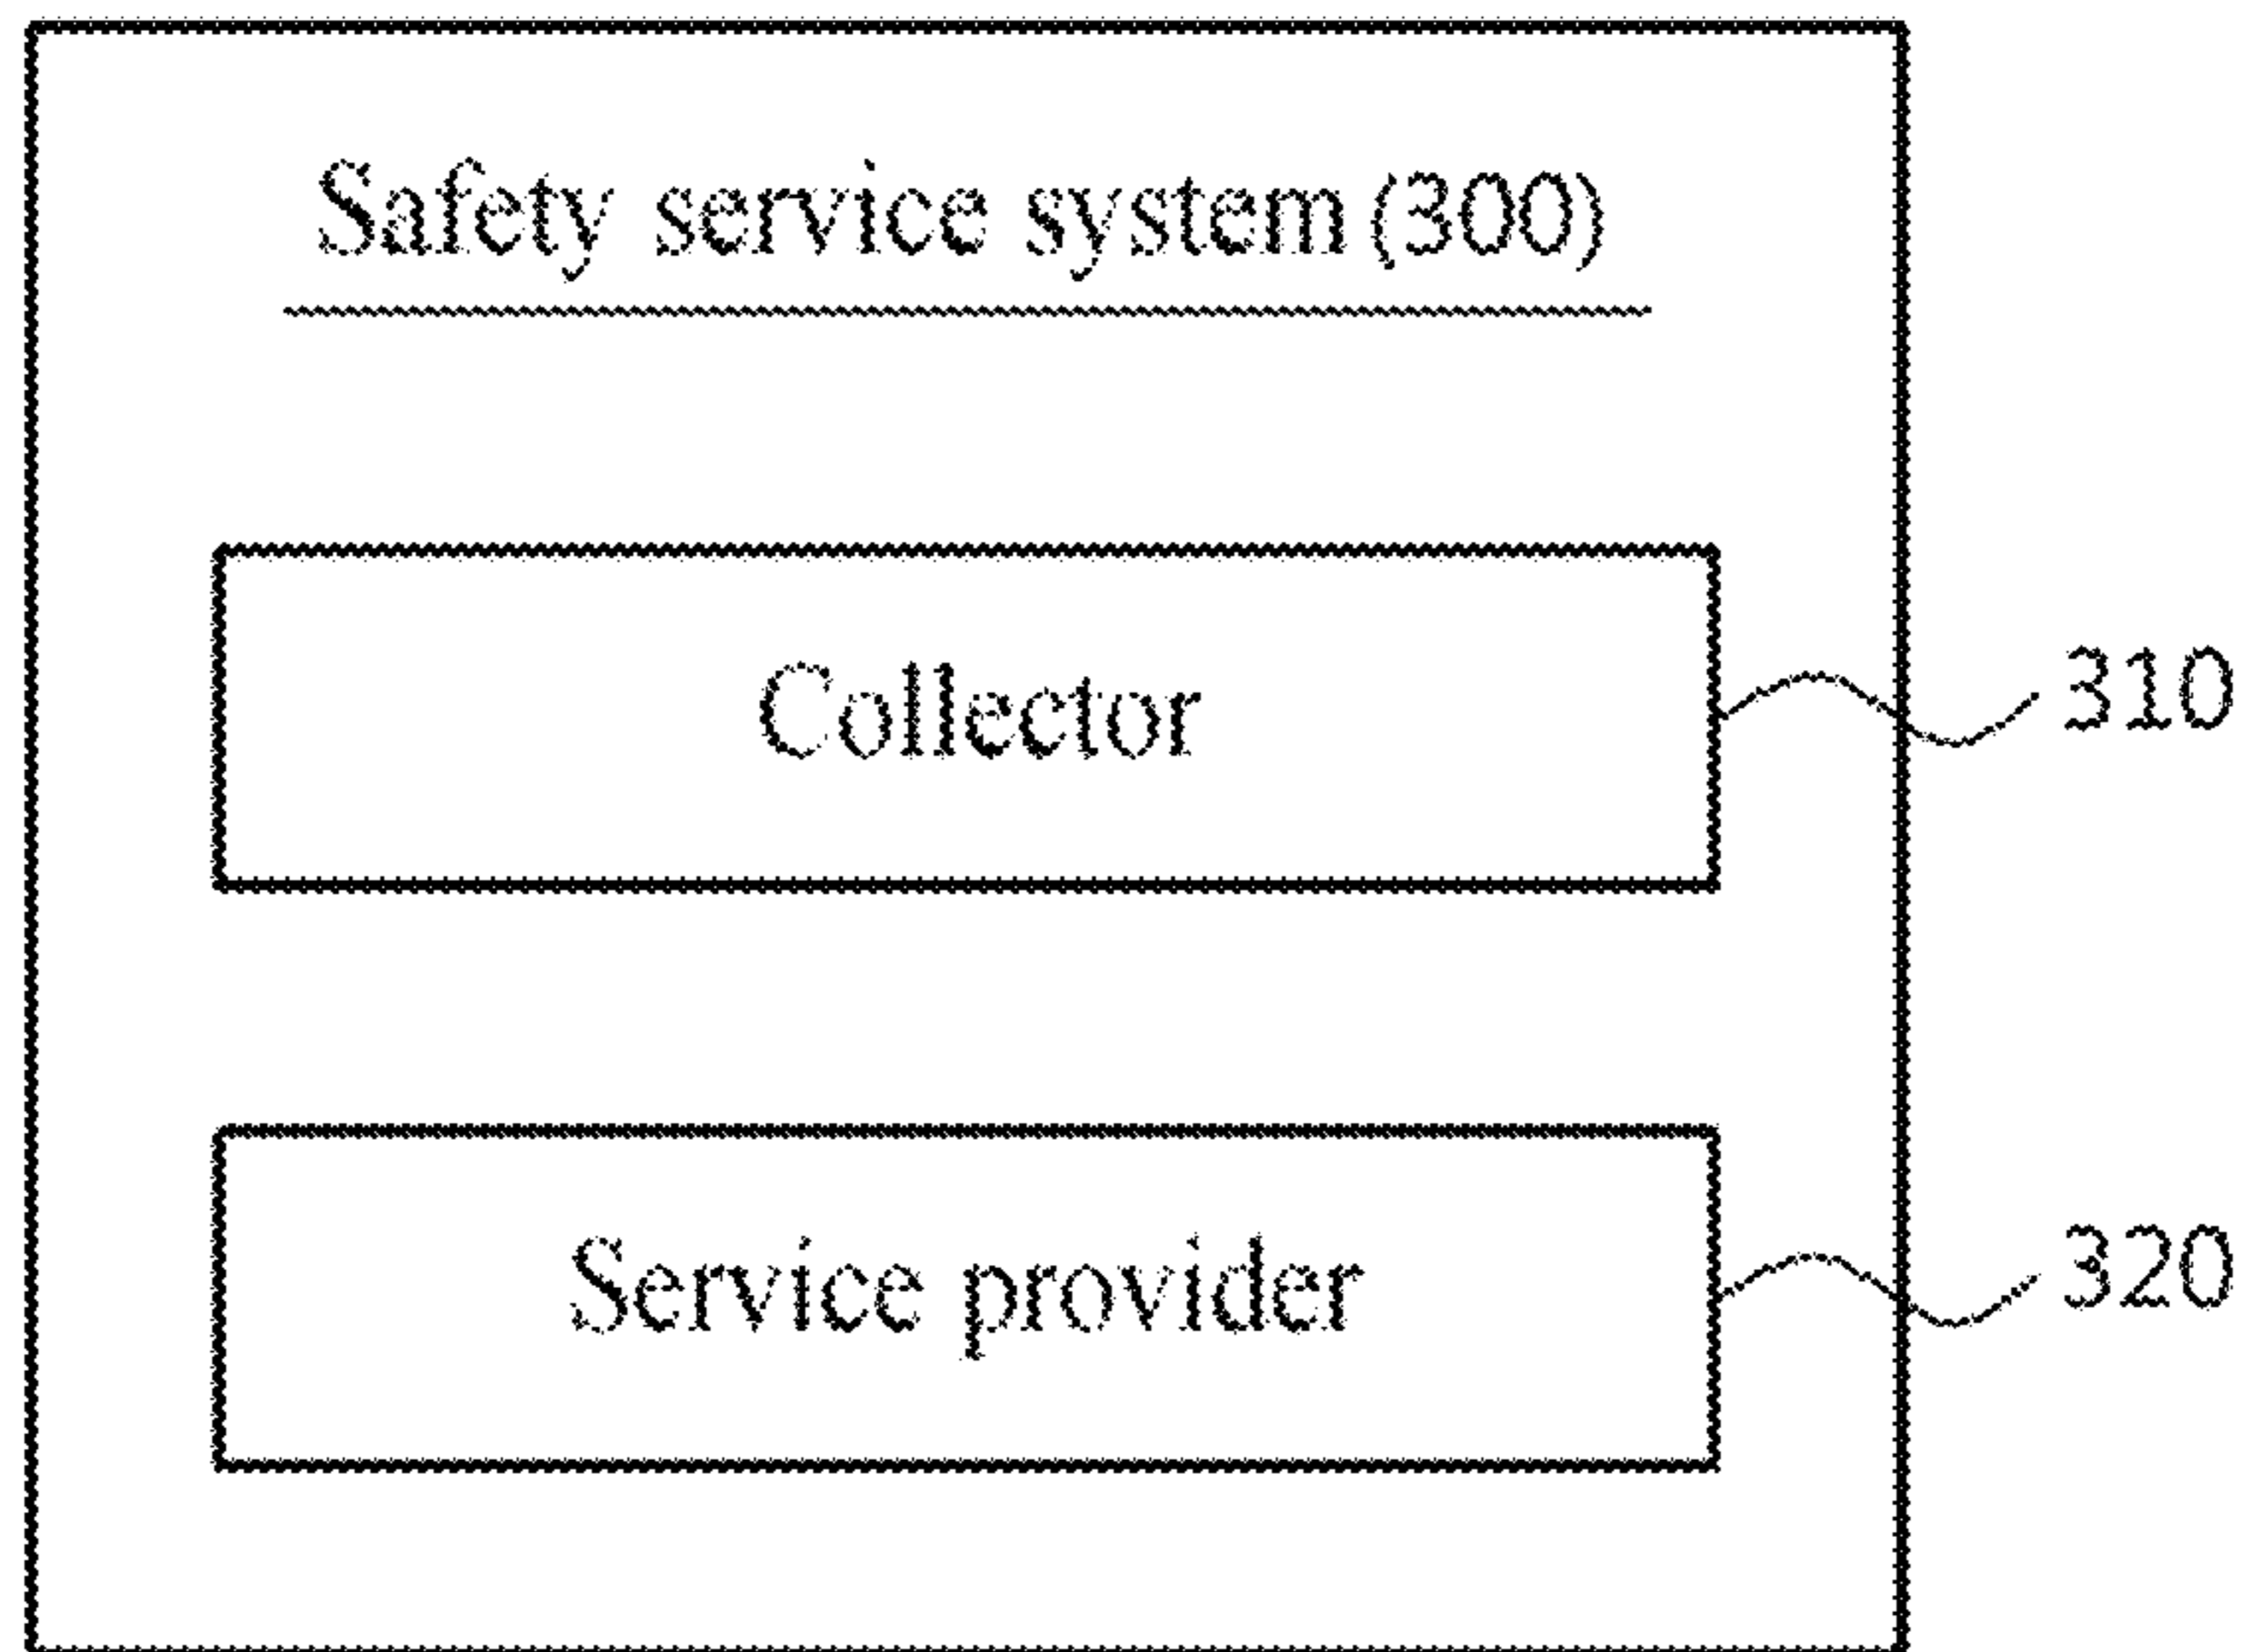 Safety service system (300)
Collector
310
Service provider
320